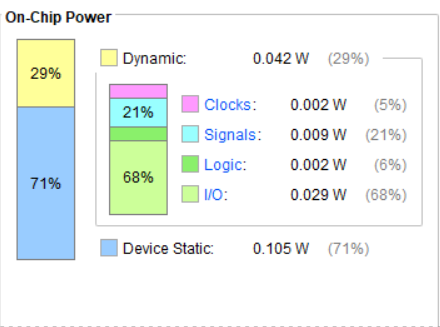 On-Chip Power
29%
71%
Dynamic: 0.042 W (29%)
21%
68%
Clocks: 0.002 W (5%)
Signals: 0.009 W (21%)
Logic: 0.002 W (6%)
I/O: 0.029 W (68%)
Device Static: 0.105 W (71%)